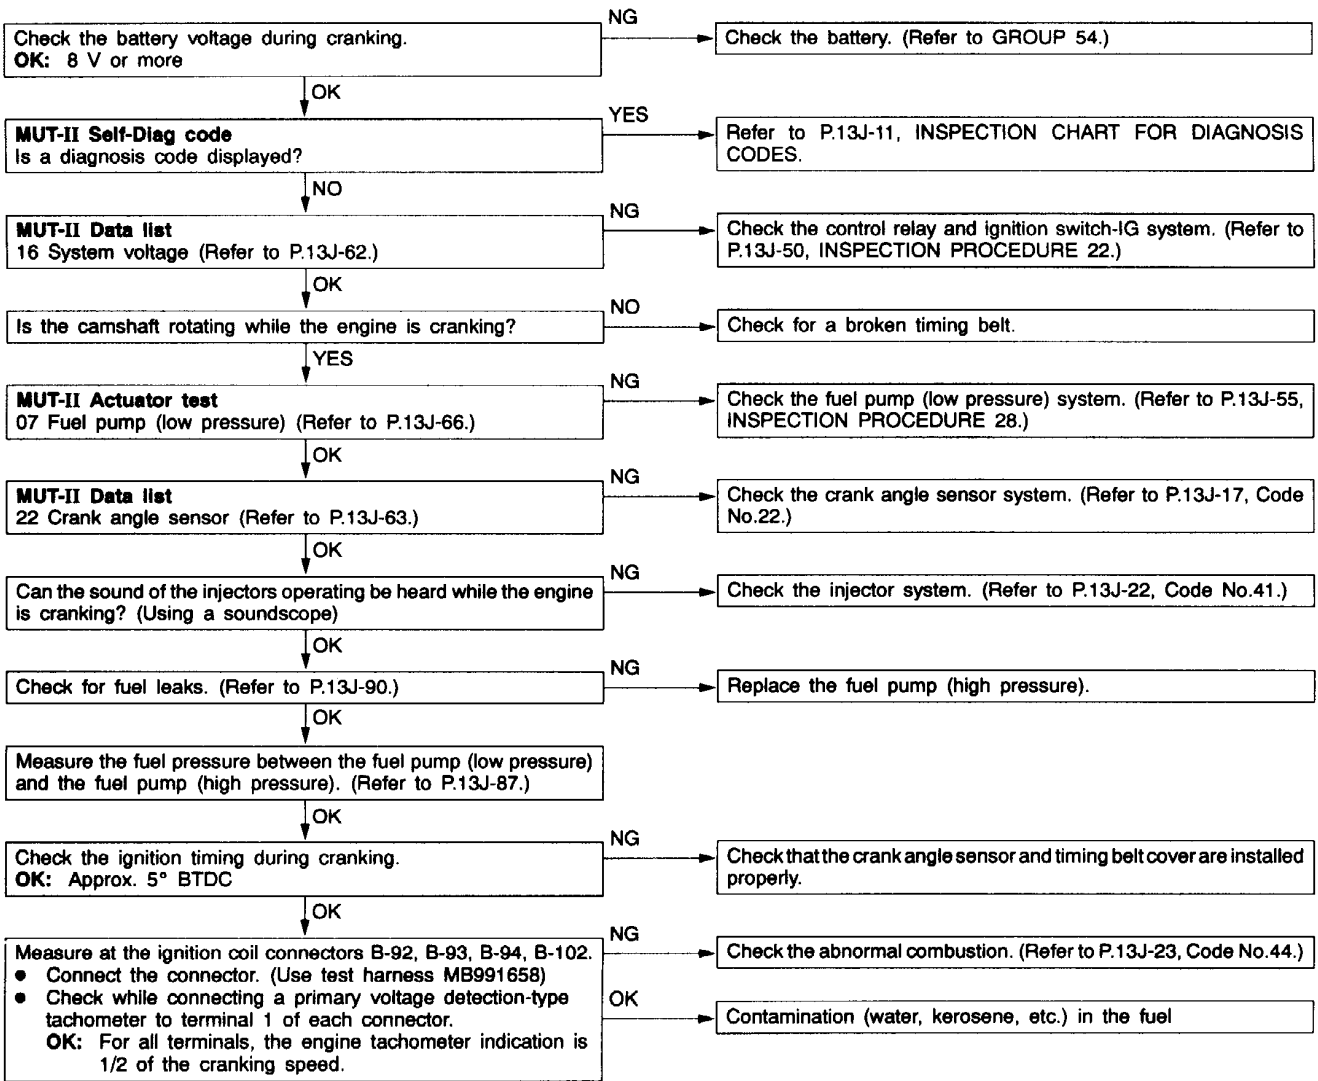 Check the battery voltage during cranking.
OK: 8 V or more
NG
Check the battery. (Refer to GROUP 54.)
OK
MUT-II Self-Diag code
Is a diagnosis code displayed?
YES
Refer to P.13J-11, INSPECTION CHART FOR DIAGNOSIS
CODES.
NO
MUT-II Data list
16 System voltage (Refer to P.13J-62.)
NG
Check the control relay and ignition switch-IG system. (Refer to
P.13J-50, INSPECTION PROCEDURE 22.)
OK
Is the camshaft rotating while the engine is cranking?
NO
Check for a broken timing belt.
YES
MUT-II Actuator test
07 Fuel pump (low pressure) (Refer to P.13J-66.)
NG
Check the fuel pump (low pressure) system. (Refer to P.13J-55,
INSPECTION PROCEDURE 28.)
OK
MUT-II Data list
22 Crank angle sensor (Refer to P.13J-63.)
NG
Check the crank angle sensor system. (Refer to P.13J-17, Code
No.22.)
OK
Can the sound of the injectors operating be heard while the engine
is cranking? (Using a soundscope)
NG
Check the injector system. (Refer to P.13J-22, Code No.41.)
OK
Check for fuel leaks. (Refer to P.13J-90.)
NG
Replace the fuel pump (high pressure).
OK
Measure the fuel pressure between the fuel pump (low pressure)
and the fuel pump (high pressure). (Refer to P.13J-87.)
OK
Check the ignition timing during cranking.
OK: Approx. 5° BTDC
NG
Check that the crank angle sensor and timing belt cover are installed
properly.
OK
Measure at the ignition coil connectors B-92, B-93, B-94, B-102.
● Connect the connector. (Use test harness MB991658)
● Check while connecting a primary voltage detection-type
tachometer to terminal 1 of each connector.
OK: For all terminals, the engine tachometer indication is
1/2 of the cranking speed.
NG
Check the abnormal combustion. (Refer to P.13J-23, Code No.44.)
OK
Contamination (water, kerosene, etc.) in the fuel